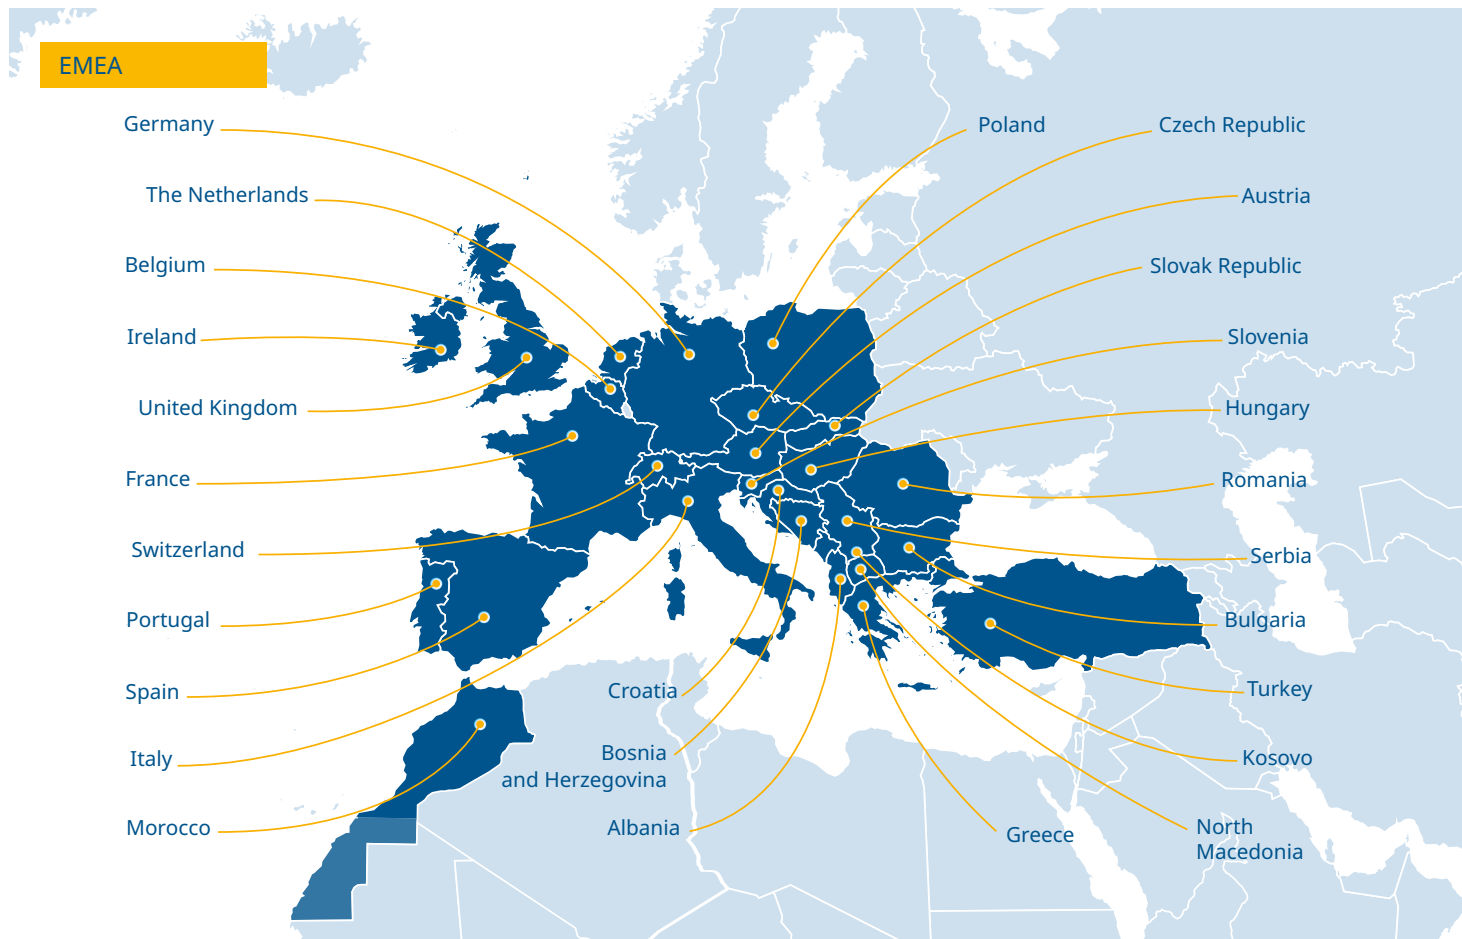 EMEA
Germany
The Netherlands
Belgium
Ireland
United Kingdom
France
Switzerland
Portugal
Spain
Italy
Morocco
Croatia
Bosnia
and Herzegovina
Albania
Poland
Czech Republic
Austria
Slovak Republic
Slovenia
Hungary
Romania
Serbia
Bulgaria
Turkey
Kosovo
Greece
North
Macedonia